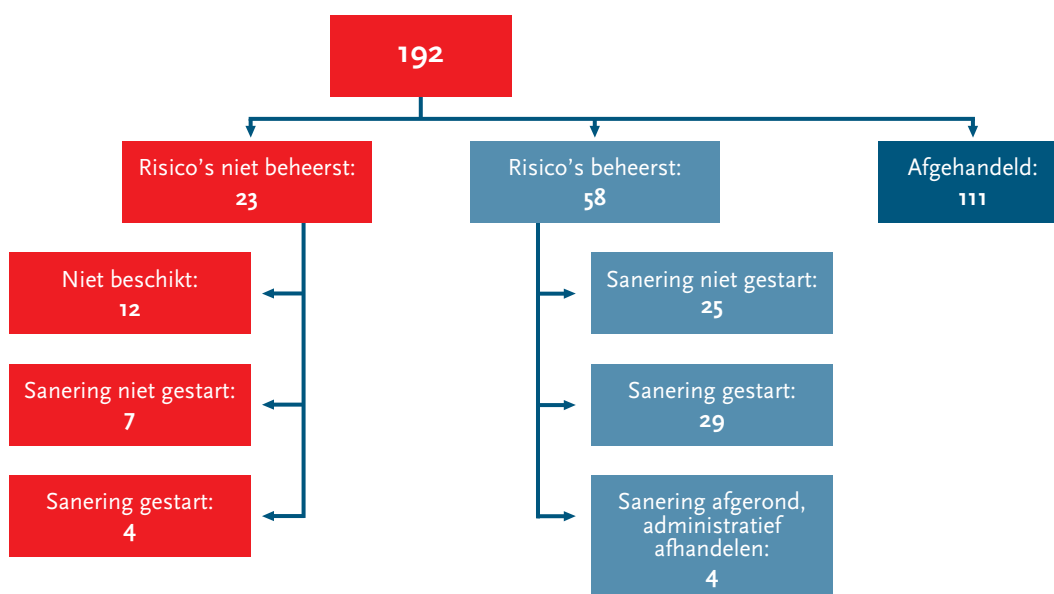 192
Risico’s niet beheerst:
23
Risico’s beheerst:
58
Afgehandeld:
111
Niet beschikt:
12
Sanering niet gestart:
7
Sanering gestart:
4
Sanering niet gestart:
25
Sanering gestart:
29
Sanering afgerond,
administratief
afhandelen:
4